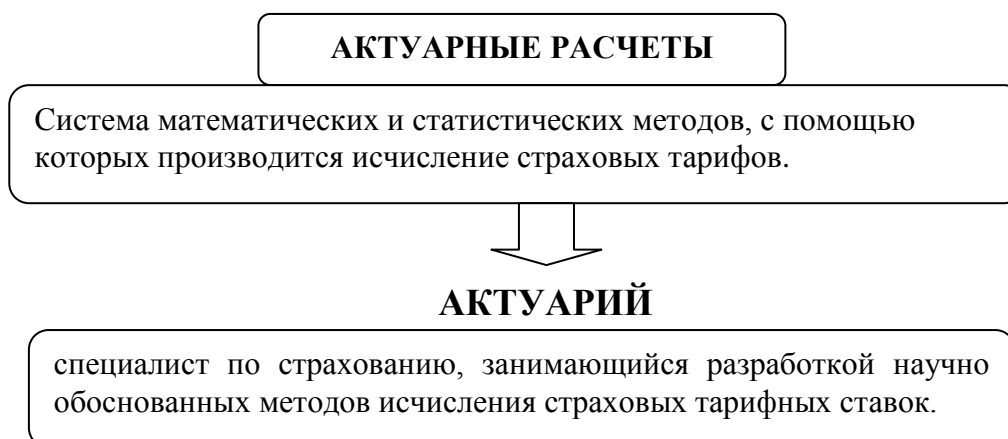 АКТУАРНЫЕ РАСЧЕТЫ
Система математических и статистических методов, с помощью
которых производится исчисление страховых тарифов.
АКТУАРИЙ
специалист по страхованию, занимающийся разработкой научно
обоснованных методов исчисления страховых тарифных ставок.